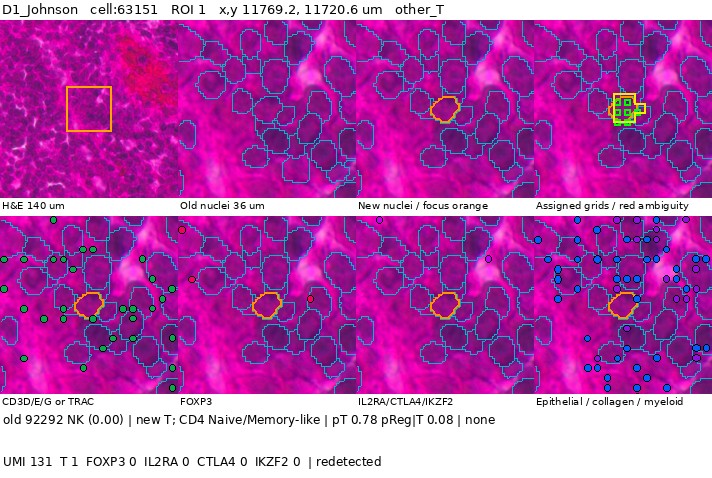 D1_Johnson cell:63151 ROI 1 x,y 11769.2, 11720.6 um other_T
H&E 140 um
Old nuclei 36 um
New nuclei / focus orange
Assigned grids / red ambiguity
CD3D/E/G or TRAC
FOXP3
IL2RA/CTLA4/IKZF2
Epithelial / collagen / myeloid
old 92292 NK (0.00) | new T; CD4 Naive/Memory-like | pT 0.78 pReg|T 0.08 | none
UMI 131 T 1 FOXP3 0 IL2RA 0 CTLA4 0 IKZF2 0 | redetected